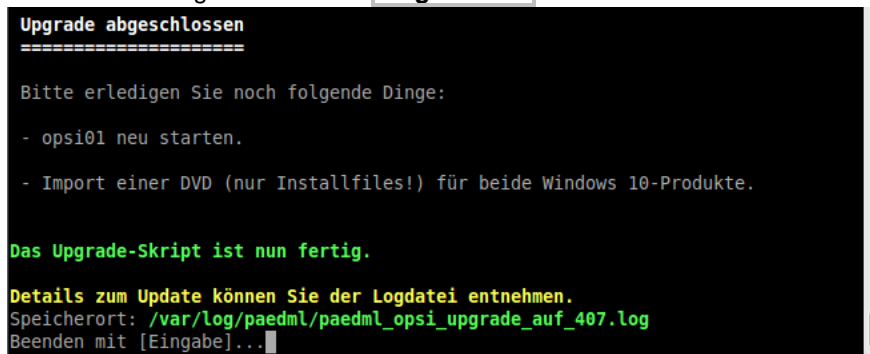 Upgrade abgeschlossen
=====================
Bitte erledigen Sie noch folgende Dinge:
- opsi01 neu starten.
- Import einer DVD (nur Installfiles!) für beide Windows 10-Produkte.
Das Upgrade-Skript ist nun fertig.
Details zum Update können Sie der Logdatei entnehmen.
Speicherort: /var/log/paedml/paedml_opsi_upgrade_auf_407.log
Beenden mit [Eingabe]...